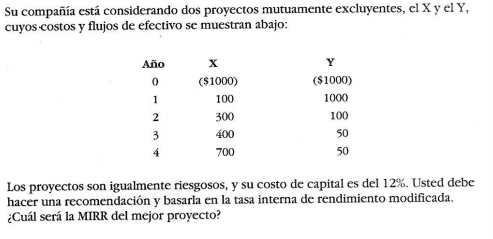 Su compañía está considerando dos proyectos mutuamente excluyentes, el X y el Y,
cuyos costos y flujos de efectivo se muestran abajo:
Año X Y
0 ($1000) ($1000)
1 100 1000
2 300 100
3 400 50
4 700 50
Los proyectos son igualmente riesgosos, y su costo de capital es del 12%. Usted debe
hacer una recomendación y basarla en la tasa interna de rendimiento modificada.
¿Cuál será la MIRR del mejor proyecto?